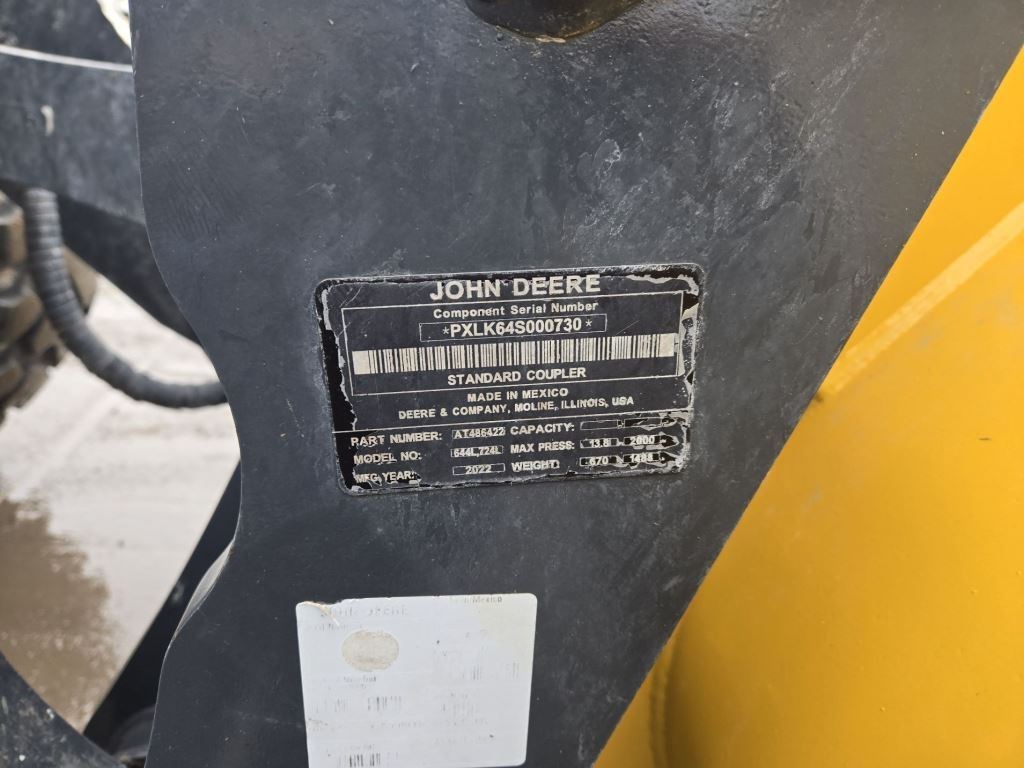 JOHN DEERE
Component Serial Number
*PXLK64S000730*
STANDARD COUPLER
MADE IN MEXICO
DEERE & COMPANY, MOLINE, ILLINOIS, USA
PART NUMBER: AT486422 CAPACITY:
MODEL NO: 644L,724L MAX PRESS: 13.8 2000
MFG,YEAR: 2022 WEIGHT: 670
Mexico